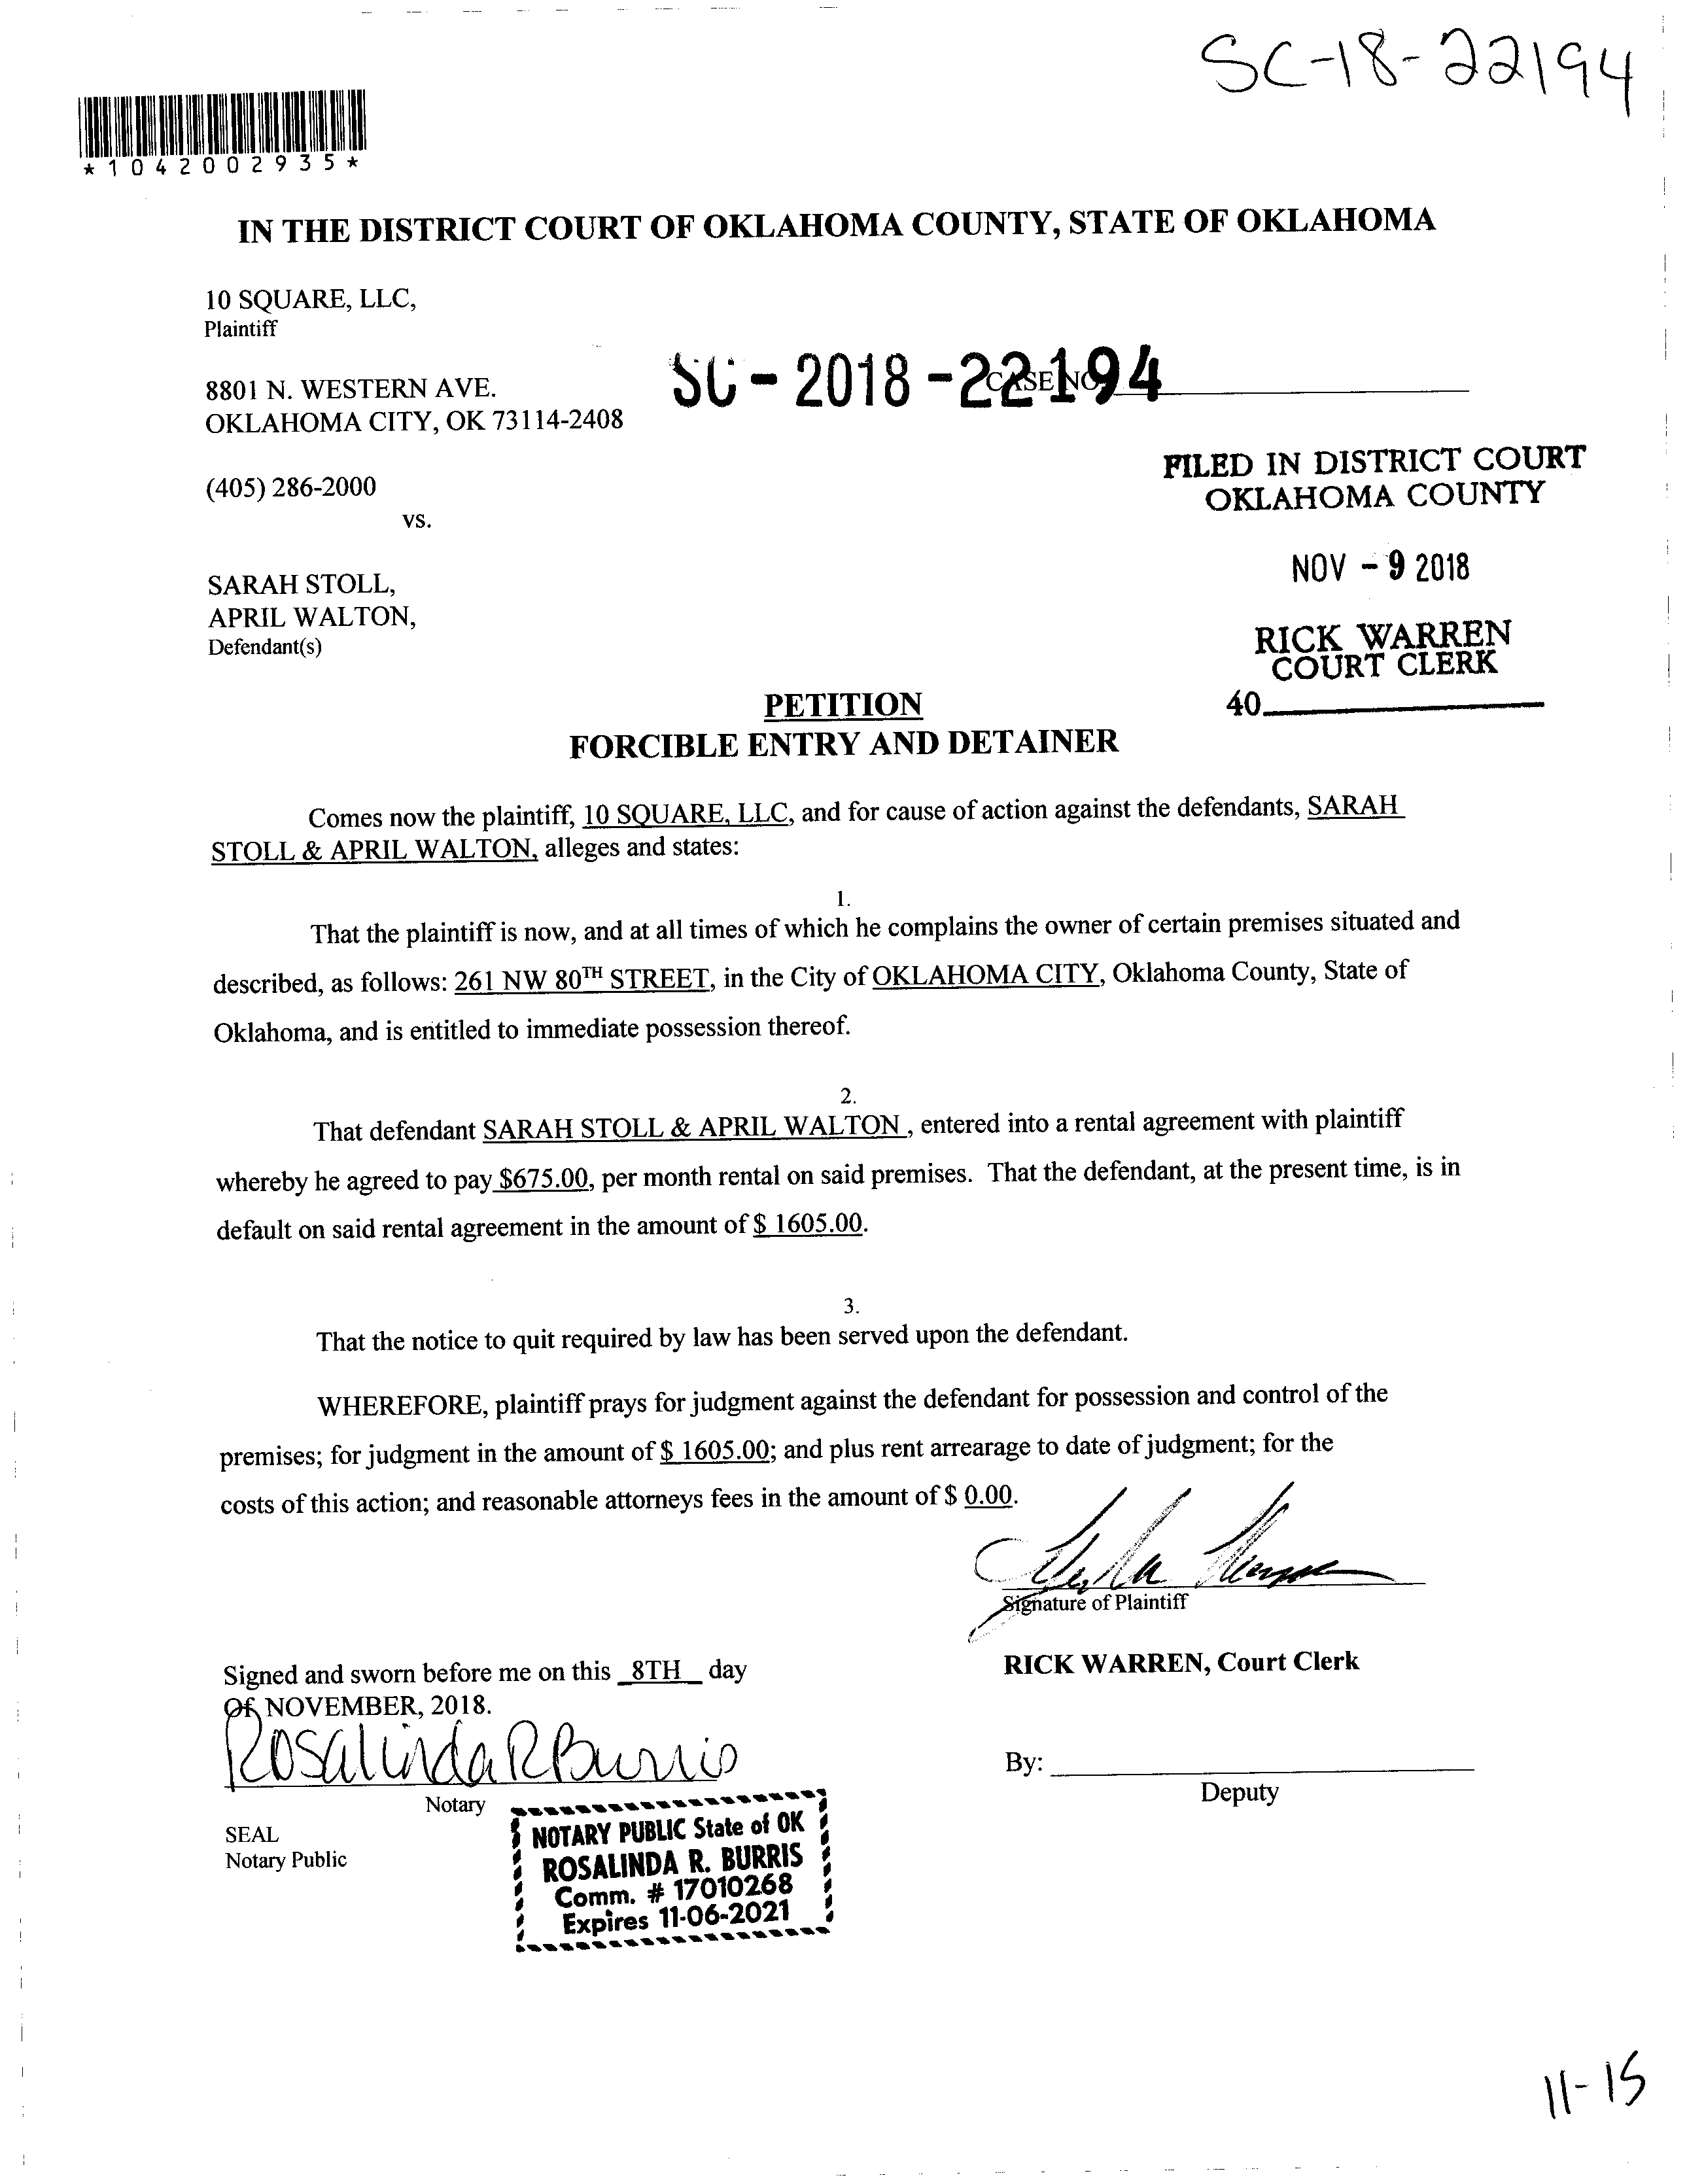 SC-18-22194
*1042002935*
IN THE DISTRICT COURT OF OKLAHOMA COUNTY, STATE OF OKLAHOMA
10 SQUARE, LLC,
Plaintiff
8801 N. WESTERN AVE.
OKLAHOMA CITY, OK 73114-2408
SC - 2018 - 22194
CASE NO.
(405) 286-2000
vs.
FILED IN DISTRICT COURT
OKLAHOMA COUNTY
NOV - 9 2018
SARAH STOLL,
APRIL WALTON,
Defendant(s)
RICK WARREN
COURT CLERK
40
PETITION
FORCIBLE ENTRY AND DETAINER
Comes now the plaintiff, 10 SQUARE, LLC, and for cause of action against the defendants, SARAH
STOLL & APRIL WALTON, alleges and states:
1.
That the plaintiff is now, and at all times of which he complains the owner of certain premises situated and
described, as follows: 261 NW 80TH STREET, in the City of OKLAHOMA CITY, Oklahoma County, State of
Oklahoma, and is entitled to immediate possession thereof.
2.
That defendant SARAH STOLL & APRIL WALTON , entered into a rental agreement with plaintiff
whereby he agreed to pay $675.00, per month rental on said premises. That the defendant, at the present time, is in
default on said rental agreement in the amount of $ 1605.00.
3.
That the notice to quit required by law has been served upon the defendant.
WHEREFORE, plaintiff prays for judgment against the defendant for possession and control of the
premises; for judgment in the amount of $ 1605.00; and plus rent arrearage to date of judgment; for the
costs of this action; and reasonable attorneys fees in the amount of $ 0.00.
Signature of Plaintiff
Signed and sworn before me on this 8TH day
Of NOVEMBER, 2018.
RICK WARREN, Court Clerk
Rosalinda R Burris
Notary
By:
Deputy
SEAL
Notary Public
NOTARY PUBLIC State of OK
ROSALINDA R. BURRIS
Comm. # 17010268
Expires 11-06-2021
11-15